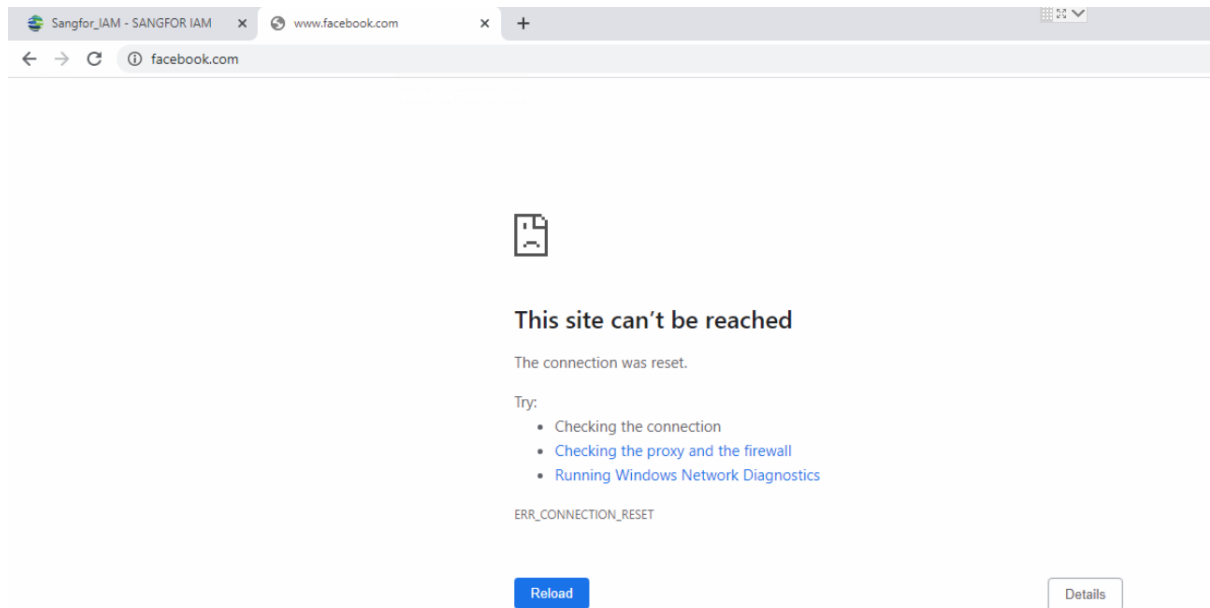 Sangfor_IAM - SANGFOR IAM
www.facebook.com
facebook.com
This site can't be reached
The connection was reset.
Try:
• Checking the connection
• Checking the proxy and the firewall
• Running Windows Network Diagnostics
ERR_CONNECTION_RESET
Reload
Details